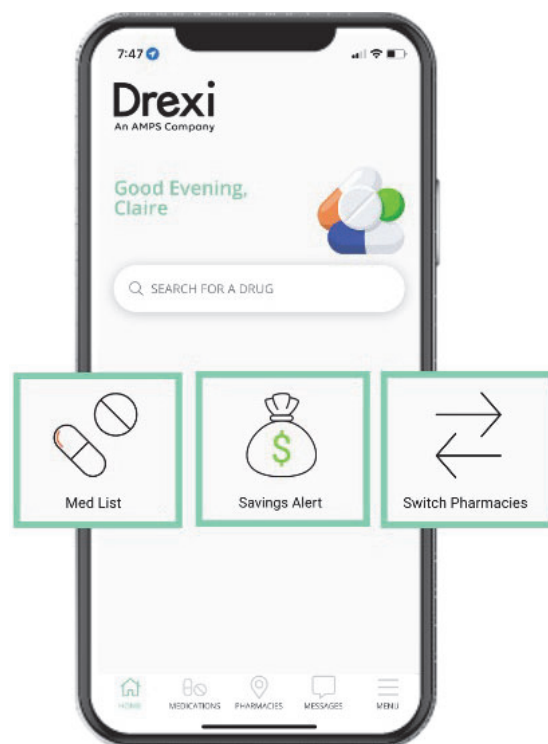 7:47
Drexi
An AMPS Company
Good Evening,
Claire
SEARCH FOR A DRUG
Med List
$
Savings Alert
Switch Pharmacies
HOME
MEDICATIONS
PHARMACIES
MESSAGES
MENU